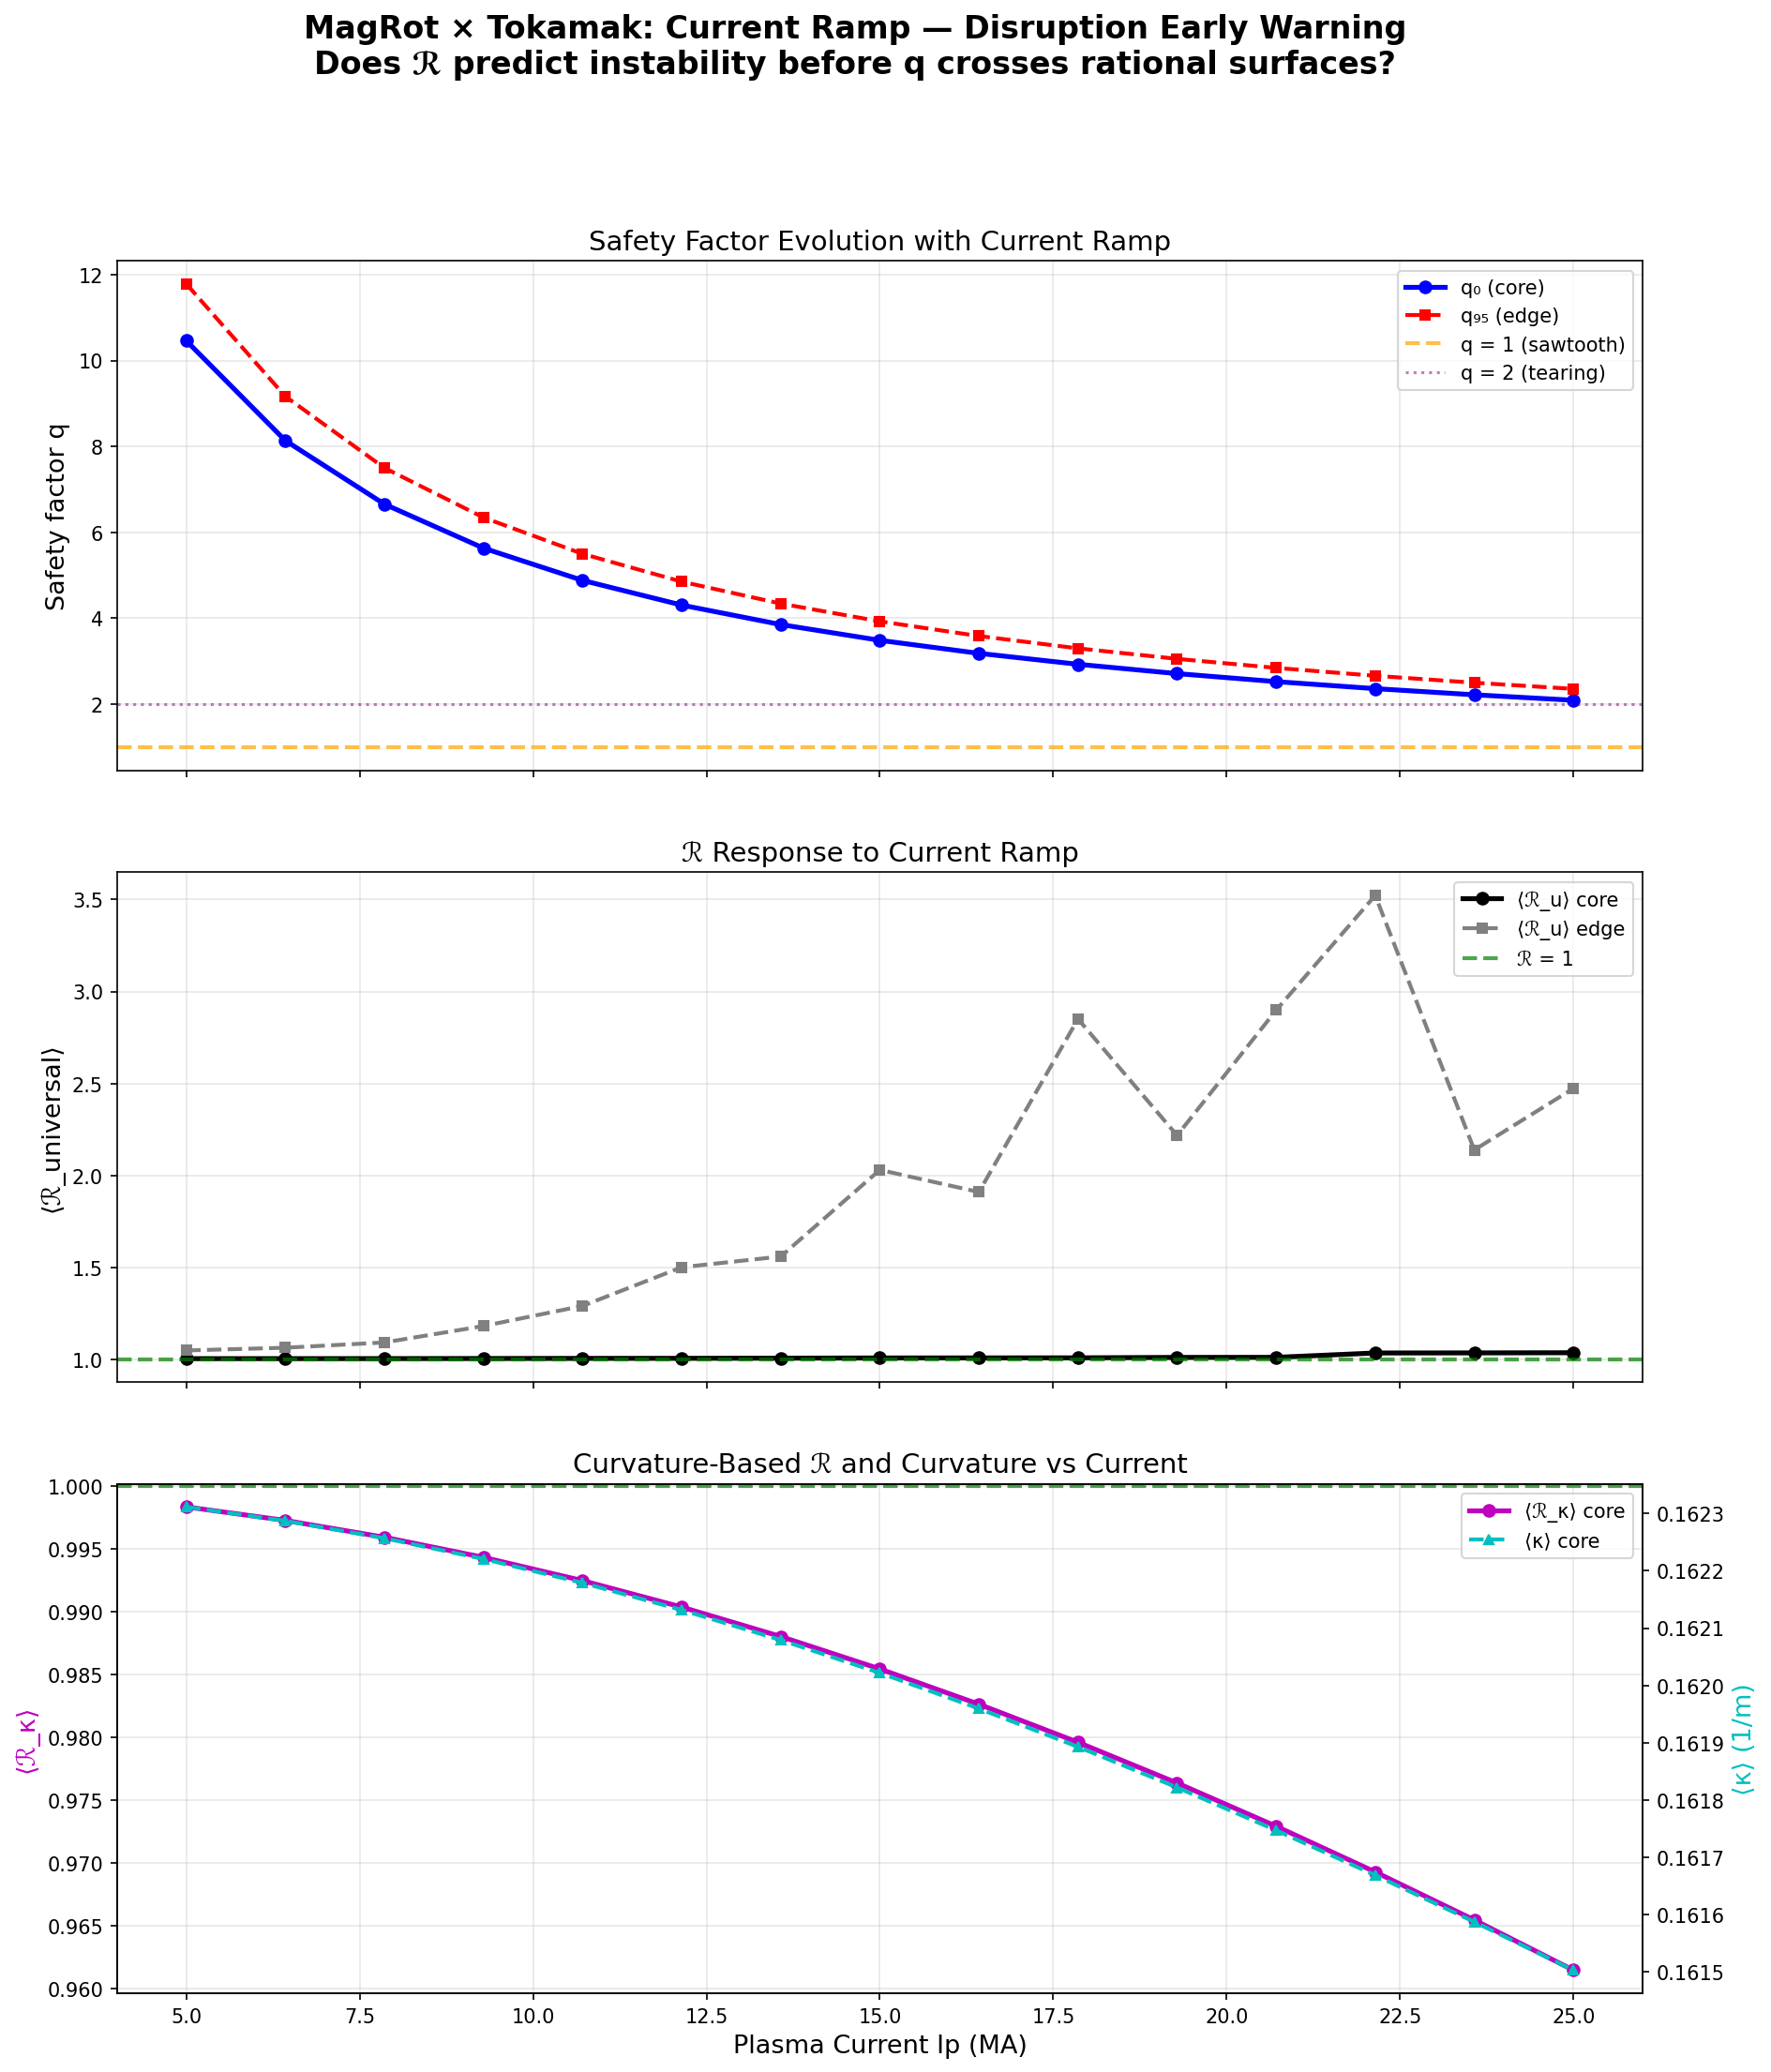 MagRot × Tokamak: Current Ramp — Disruption Early Warning
Does ℛ predict instability before q crosses rational surfaces?
Safety Factor Evolution with Current Ramp
12
10
8
6
4
2
Safety factor q
q₀ (core)
q₉₅ (edge)
q = 1 (sawtooth)
q = 2 (tearing)
ℛ Response to Current Ramp
3.5
3.0
2.5
2.0
1.5
1.0
⟨ℛ_universal⟩
⟨ℛ_u⟩ core
⟨ℛ_u⟩ edge
ℛ = 1
Curvature-Based ℛ and Curvature vs Current
1.000
0.995
0.990
0.985
0.980
0.975
0.970
0.965
0.960
⟨ℛ_κ⟩
⟨ℛ_κ⟩ core
⟨κ⟩ core
0.1623
0.1622
0.1621
0.1620
0.1619
0.1618
0.1617
0.1616
0.1615
⟨κ⟩ (1/m)
5.0 7.5 10.0 12.5 15.0 17.5 20.0 22.5 25.0
Plasma Current Ip (MA)